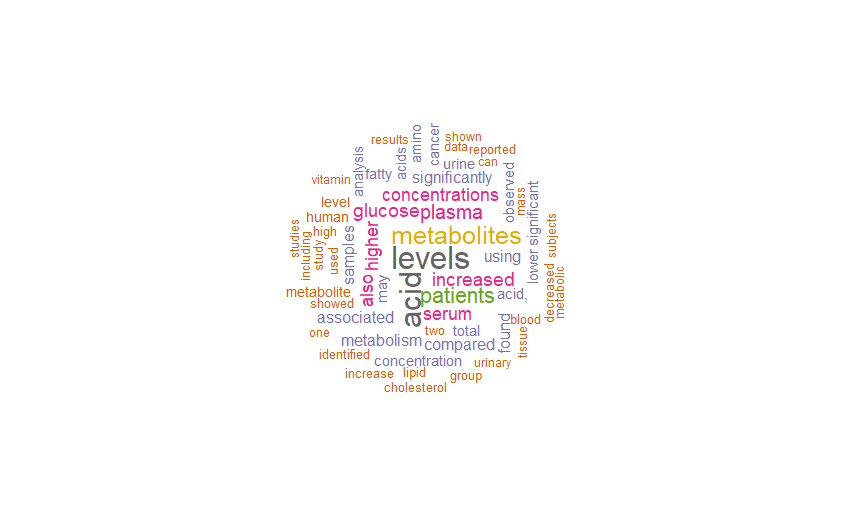 results
amino
cancer
shown
data
reported
analysis
fatty
acids
urine
can
vitamin
significantly
observed
mass
lower significant
level
concentrations
human
glucose
plasma
subjects
studies
including
high
study
used
samples
higher
metabolites
levels
using
also
may
increased
acid
patients
acid,
decreased
metabolic
metabolite
showed
associated
serum
found
blood
one
two
total
tissue
metabolism
compared
identified
concentration
urinary
increase
lipid
group
cholesterol